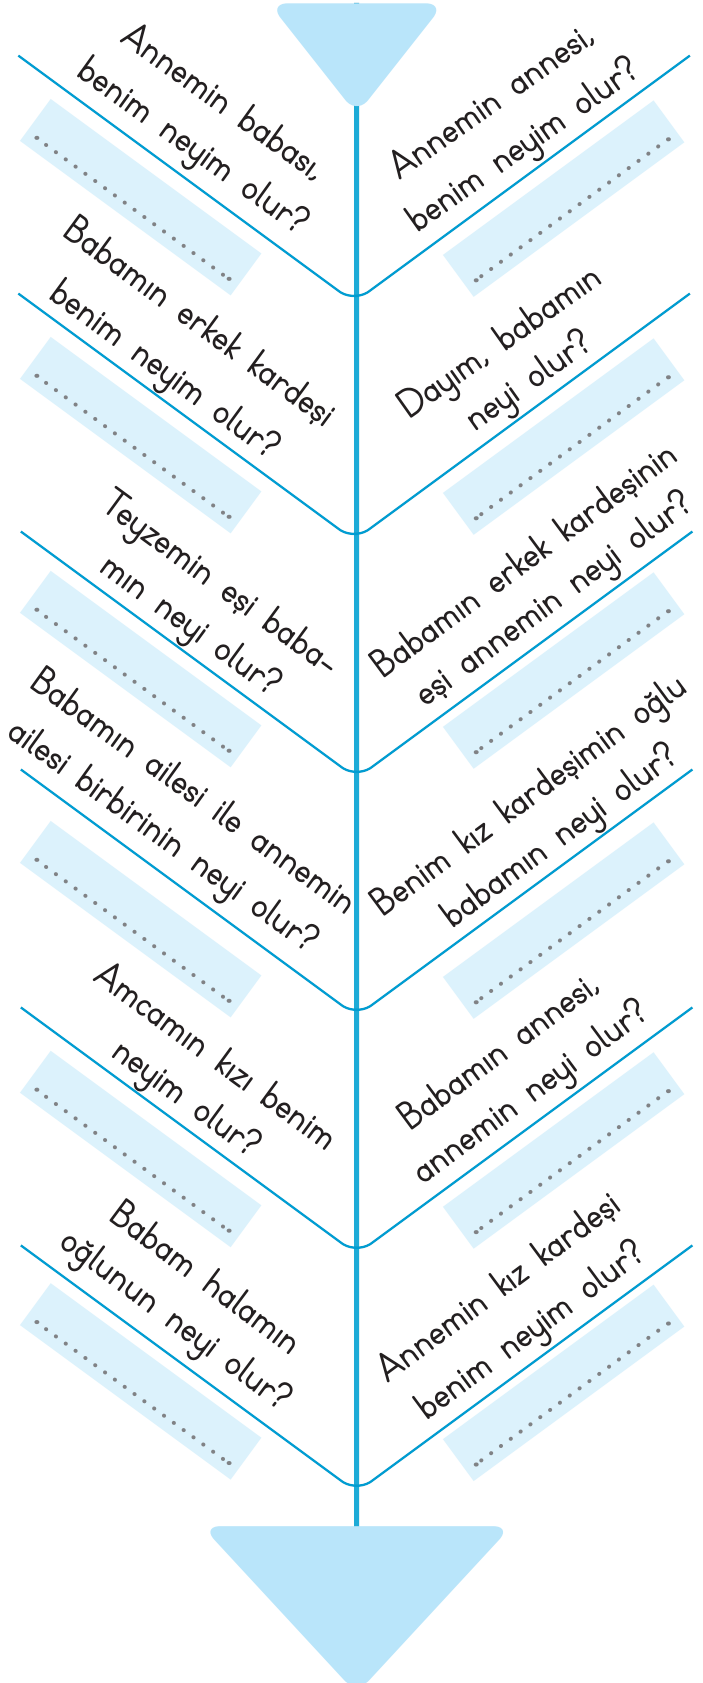 Annemin babası,
benim neyim olur?
Annemin annesi,
benim neyim olur?
Babamın erkek kardeşi
benim neyim olur?
Dayım, babamın
neyi olur?
Teyzemin eşi baba-
mın neyi olur?
Babamın erkek kardeşinin
eşi annemin neyi olur?
Babamın ailesi ile annemin
ailesi birbirinin neyi olur?
Benim kız kardeşimin oğlu
babamın neyi olur?
Amcamın kızı benim
neyim olur?
Babamın annesi,
annemin neyi olur?
Babam halamın
oğlunun neyi olur?
Annemin kız kardeşi
benim neyim olur?